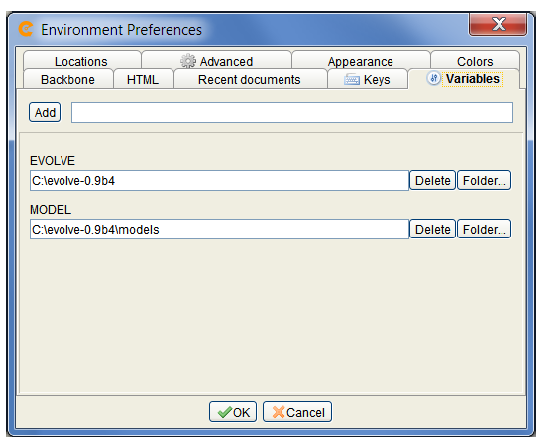 Environment Preferences
Locations Advanced Appearance Colors
Backbone HTML Recent documents Keys Variables
Add
EVOLVE
C:\evolve-0.9b4 Delete Folder..
MODEL
C:\evolve-0.9b4\models Delete Folder..
OK Cancel